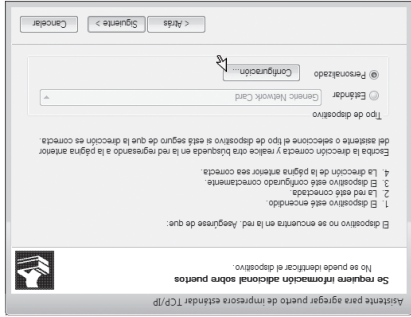 Asistente para agregar puerto de impresora estándar TCP/IP
Se requiere información adicional sobre puertos
No se puede identificar el dispositivo.
El dispositivo no se encuentra en la red. Asegúrese de que:
1. El dispositivo esté encendido.
2. La red esté conectada.
3. El dispositivo esté configurado correctamente.
4. La dirección de la página anterior sea correcta.
Escriba la dirección correcta y realice otra búsqueda en la red regresando a la página anterior
del asistente o seleccione el tipo de dispositivo si está seguro de que la dirección es correcta.
Tipo de dispositivo
Estándar Generic Network Card
Personalizado Configuración...
< Atrás Siguiente > Cancelar